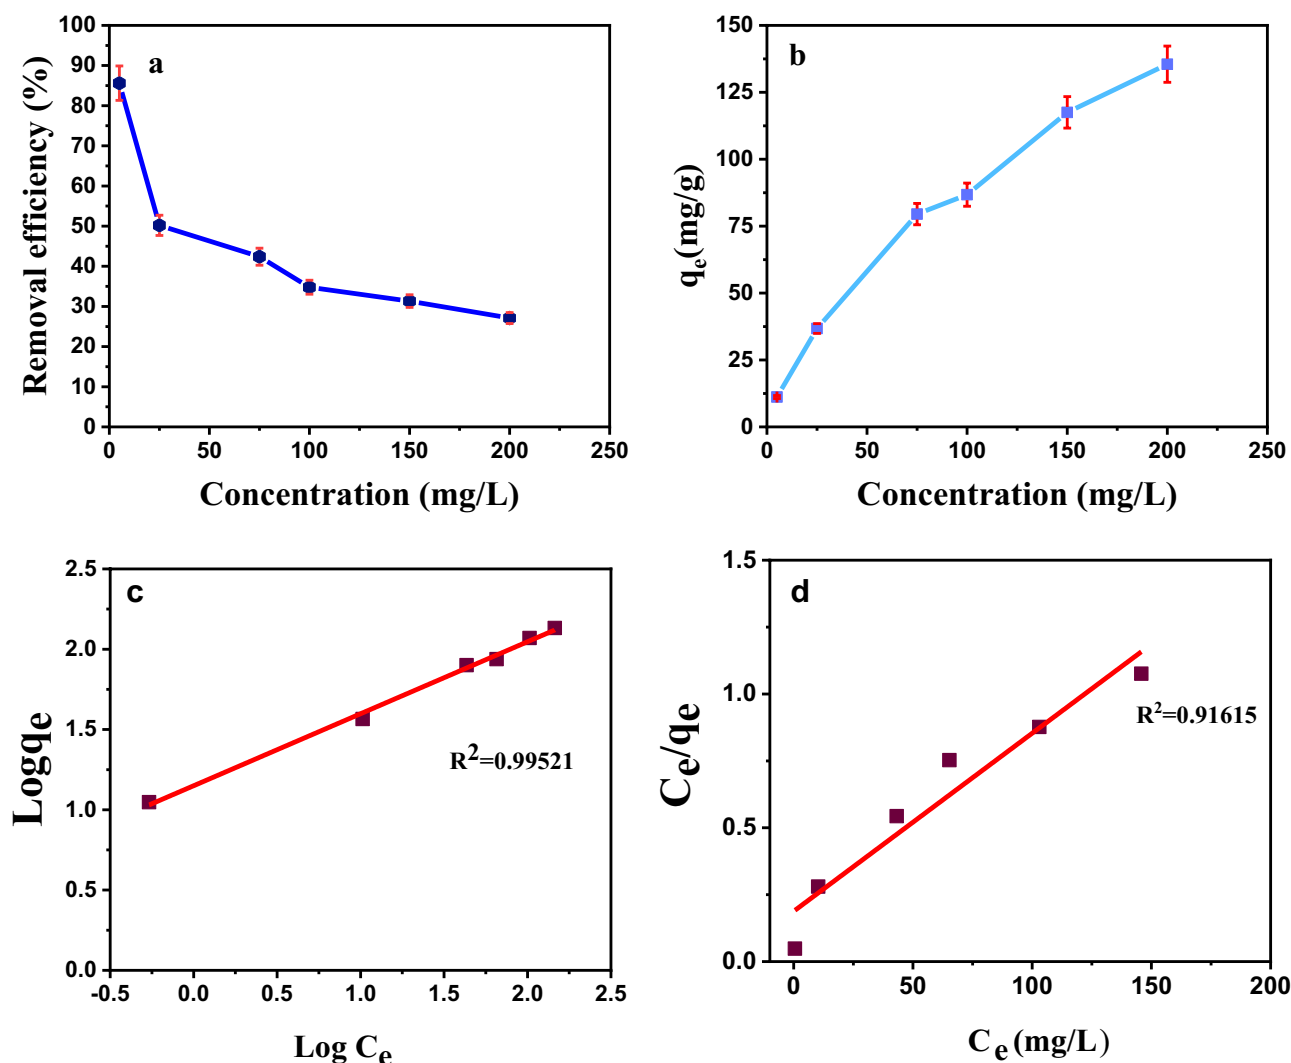 a
Removal efficiency (%)
100
90
80
70
60
50
40
30
20
10
0
0 50 100 150 200 250
Concentration (mg/L)
b
qₑ(mg/g)
150
125
100
75
50
25
0
0 50 100 150 200 250
Concentration (mg/L)
c
Logqₑ
2.5
2.0
1.5
1.0
0.5
0.0
-0.5 0.0 0.5 1.0 1.5 2.0 2.5
R²=0.99521
Log Cₑ
d
Cₑ/qₑ
1.5
1.0
0.5
0.0
0 50 100 150 200
R²=0.91615
Cₑ (mg/L)